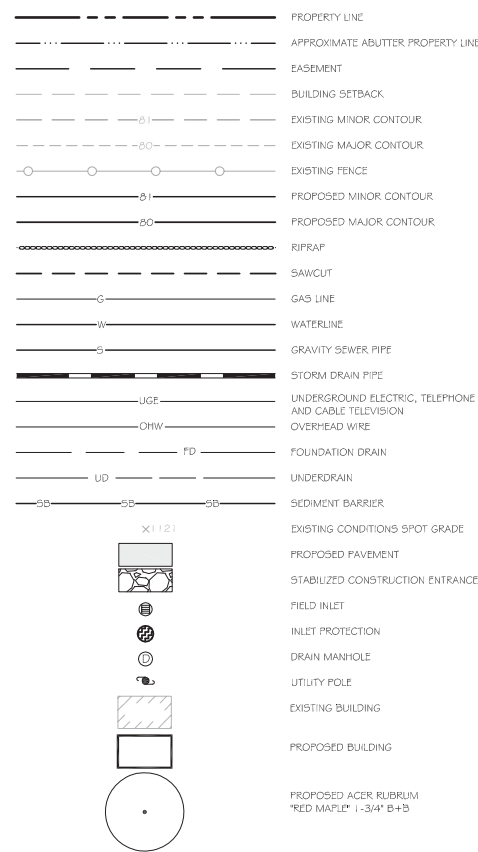 PROPERTY LINE
APPROXIMATE ABUTTER PROPERTY LINE
EASEMENT
BUILDING SETBACK
81 EXISTING MINOR CONTOUR
80 EXISTING MAJOR CONTOUR
EXISTING FENCE
81 PROPOSED MINOR CONTOUR
80 PROPOSED MAJOR CONTOUR
RIPRAP
SAWCUT
G GAS LINE
W WATERLINE
S GRAVITY SEWER PIPE
STORM DRAIN PIPE
UGE UNDERGROUND ELECTRIC, TELEPHONE
AND CABLE TELEVISION
OHW OVERHEAD WIRE
FD FOUNDATION DRAIN
UD UNDERDRAIN
SB SB SB SEDIMENT BARRIER
EXISTING CONDITIONS SPOT GRADE
PROPOSED PAVEMENT
STABILIZED CONSTRUCTION ENTRANCE
FIELD INLET
INLET PROTECTION
D DRAIN MANHOLE
UTILITY POLE
EXISTING BUILDING
PROPOSED BUILDING
PROPOSED ACER RUBRUM
"RED MAPLE" 1-3/4" B+B